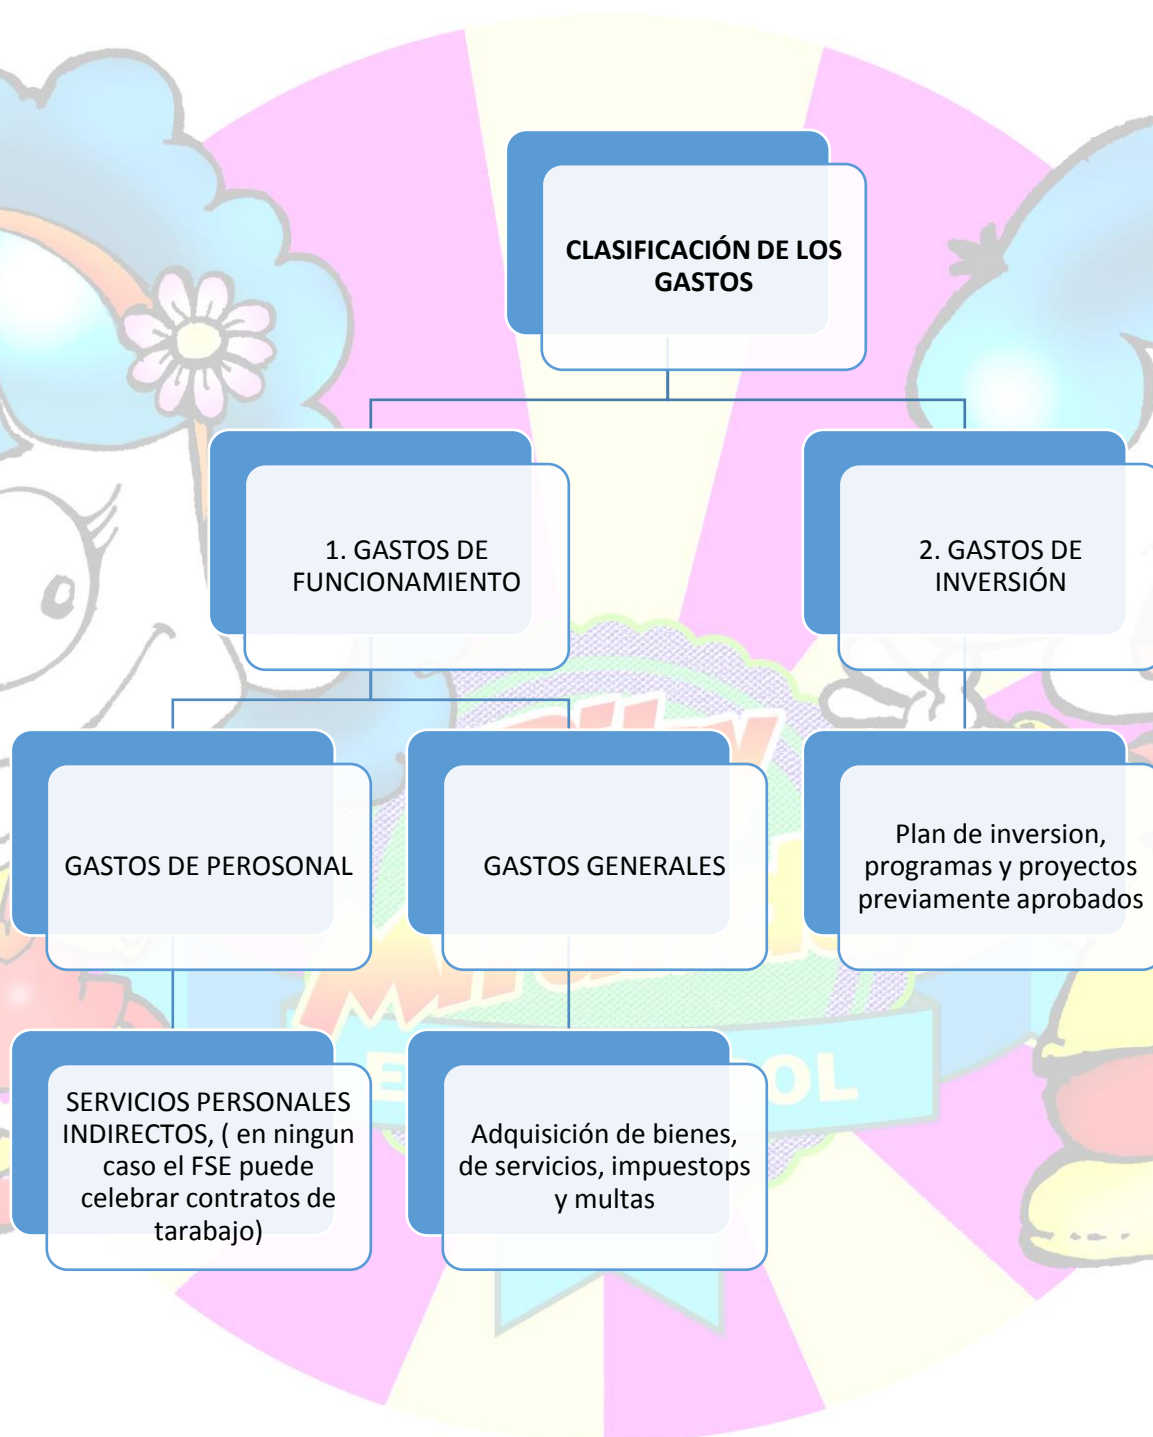 CLASIFICACIÓN DE LOS
GASTOS
1. GASTOS DE
FUNCIONAMIENTO
2. GASTOS DE
INVERSIÓN
GASTOS DE PEROSONAL
GASTOS GENERALES
Plan de inversion,
programas y proyectos
previamente aprobados
SERVICIOS PERSONALES
INDIRECTOS, ( en ningun
caso el FSE puede
celebrar contratos de
tarabajo)
Adquisición de bienes,
de servicios, impuestops
y multas